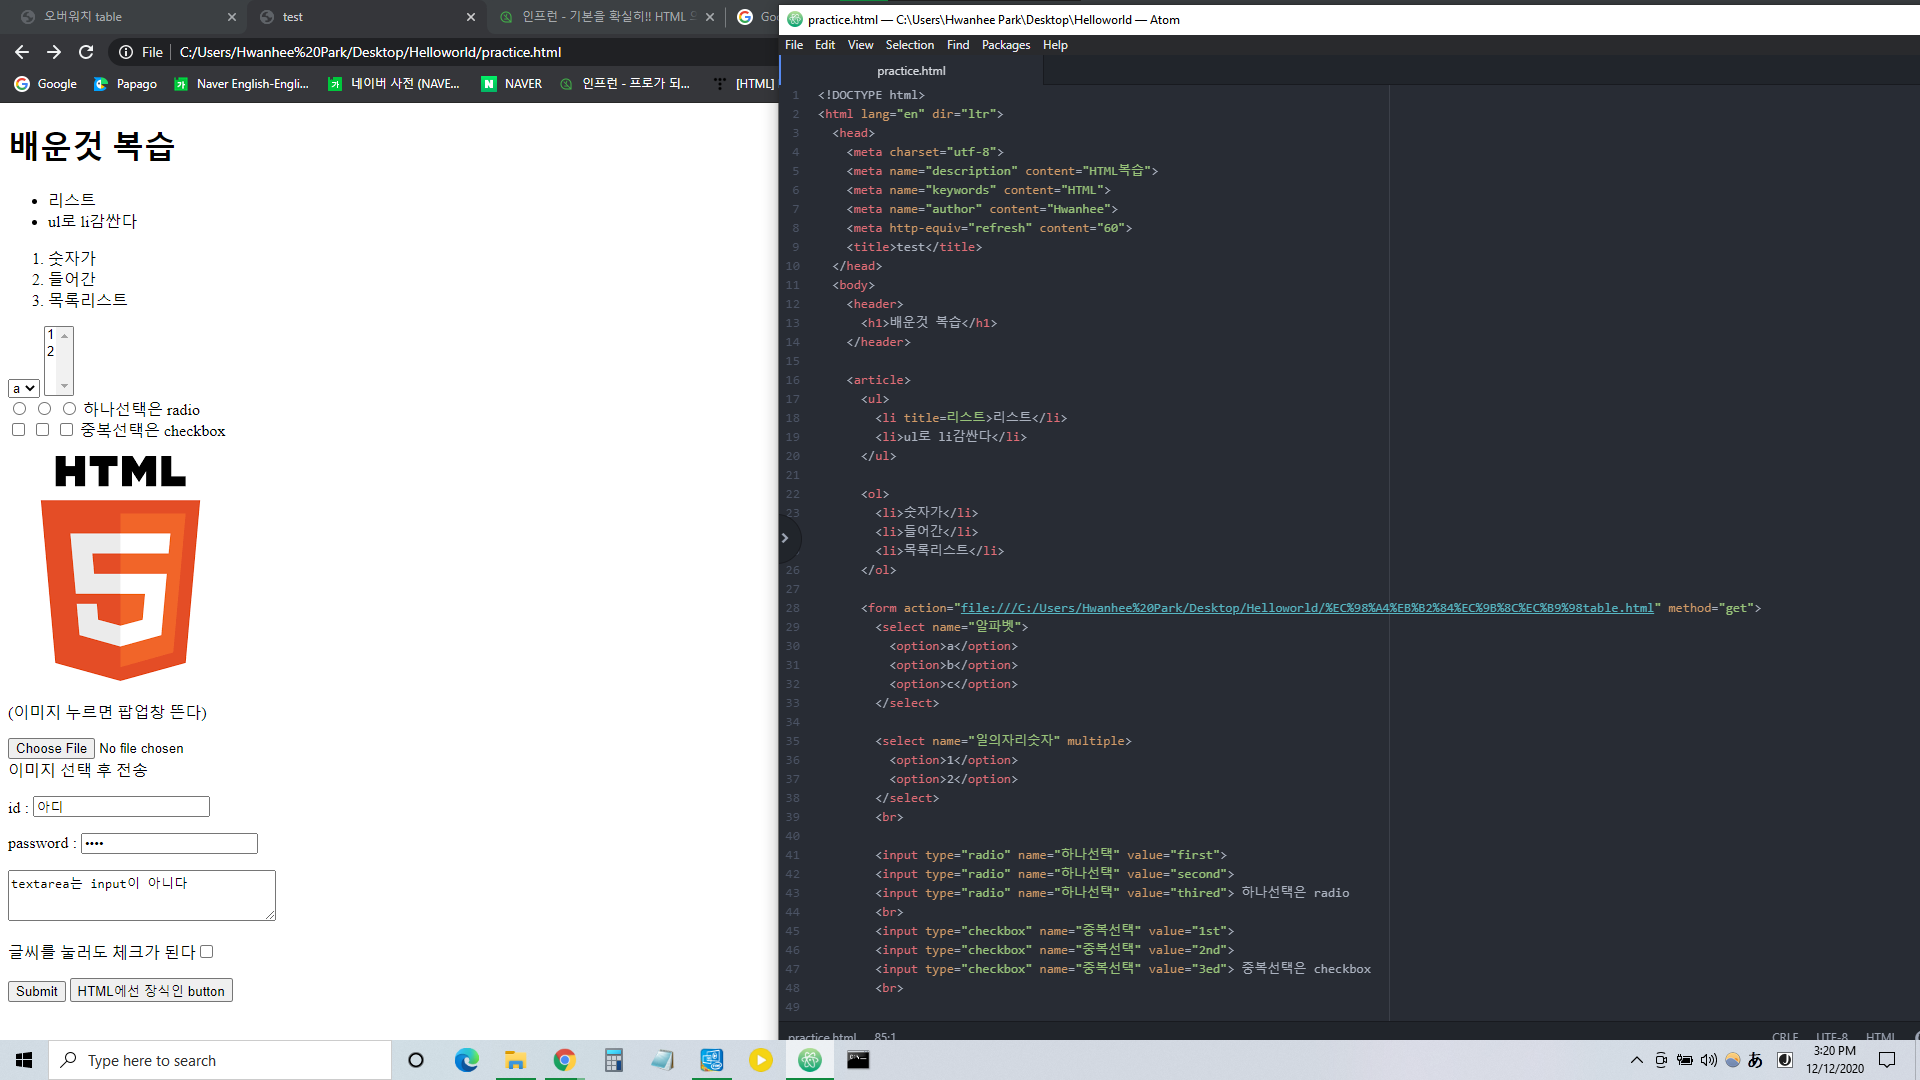 오버워치 table
test
인프런 - 기본을 확실히!! HTML
File
C:/Users/Hwanhee%20Park/Desktop/Helloworld/practice.html
Google
Papago
Naver English-Engli...
네이버 사전 (NAVE...
NAVER
인프런 - 프로가 되...
[HTML]
배운것 복습
리스트
ul로 li감싼다
1. 숫자가
2. 들어간
3. 목록리스트
1
2
a
하나선택은 radio
중복선택은 checkbox
HTML
5
(이미지 누르면 팝업창 뜬다)
Choose File No file chosen
이미지 선택 후 전송
id : 아디
password : ••••
textarea는 input이 아니다
글씨를 눌러도 체크가 된다
Submit HTML에선 장식인 button
practice.html — C:\Users\Hwanhee Park\Desktop\Helloworld — Atom
File Edit View Selection Find Packages Help
practice.html
1 <!DOCTYPE html>
2 <html lang="en" dir="ltr">
3 <head>
4 <meta charset="utf-8">
5 <meta name="description" content="HTML복습">
6 <meta name="keywords" content="HTML">
7 <meta name="author" content="Hwanhee">
8 <meta http-equiv="refresh" content="60">
9 <title>test</title>
10 </head>
11 <body>
12 <header>
13 <h1>배운것 복습</h1>
14 </header>
15
16 <article>
17 <ul>
18 <li title=리스트>리스트</li>
19 <li>ul로 li감싼다</li>
20 </ul>
21
22 <ol>
23 <li>숫자가</li>
<li>들어간</li>
<li>목록리스트</li>
26 </ol>
27
28 <form action="file:///C:/Users/Hwanhee%20Park/Desktop/Helloworld/%EC%98%A4%EB%B2%84%EC%9B%8C%EC%B9%98table.html" method="get">
29 <select name="알파벳">
30 <option>a</option>
31 <option>b</option>
32 <option>c</option>
33 </select>
34
35 <select name="일의자리숫자" multiple>
36 <option>1</option>
37 <option>2</option>
38 </select>
39 <br>
40
41 <input type="radio" name="하나선택" value="first">
42 <input type="radio" name="하나선택" value="second">
43 <input type="radio" name="하나선택" value="thired"> 하나선택은 radio
44 <br>
45 <input type="checkbox" name="중복선택" value="1st">
46 <input type="checkbox" name="중복선택" value="2nd">
47 <input type="checkbox" name="중복선택" value="3ed"> 중복선택은 checkbox
48 <br>
49
practice.html 85:1 CRLF UTF-8 HTML
Type here to search
あ
3:20 PM
12/12/2020